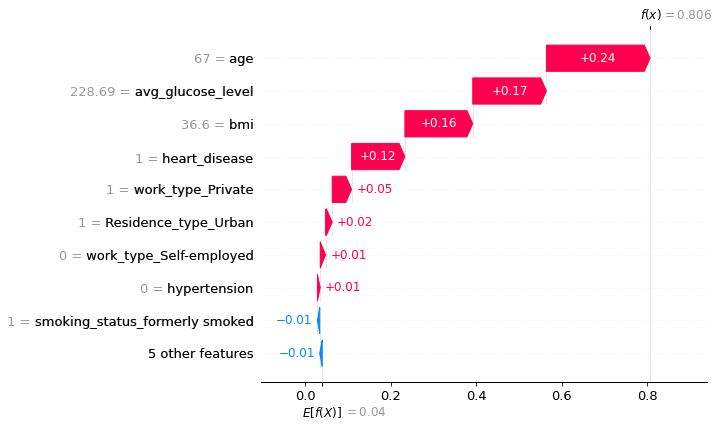 f(x) = 0.806
67 = age
+0.24
228.69 = avg_glucose_level
+0.17
36.6 = bmi
+0.16
1 = heart_disease
+0.12
1 = work_type_Private
+0.05
1 = Residence_type_Urban
+0.02
0 = work_type_Self-employed
+0.01
0 = hypertension
+0.01
1 = smoking_status_formerly smoked
−0.01
5 other features
−0.01
0.0 0.2 0.4 0.6 0.8
E[f(X)] = 0.04